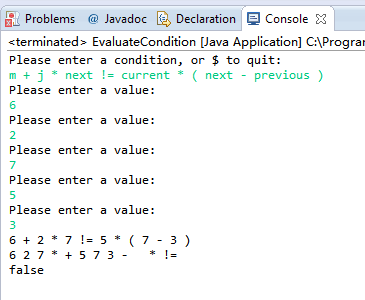 Problems @ Javadoc Declaration Console
<terminated> EvaluateCondition [Java Application] C:\Program
Please enter a condition, or $ to quit:
m + j * next != current * ( next - previous )
Please enter a value:
6
Please enter a value:
2
Please enter a value:
7
Please enter a value:
5
Please enter a value:
3
6 + 2 * 7 != 5 * ( 7 - 3 )
6 2 7 * + 5 7 3 -   * !=
false